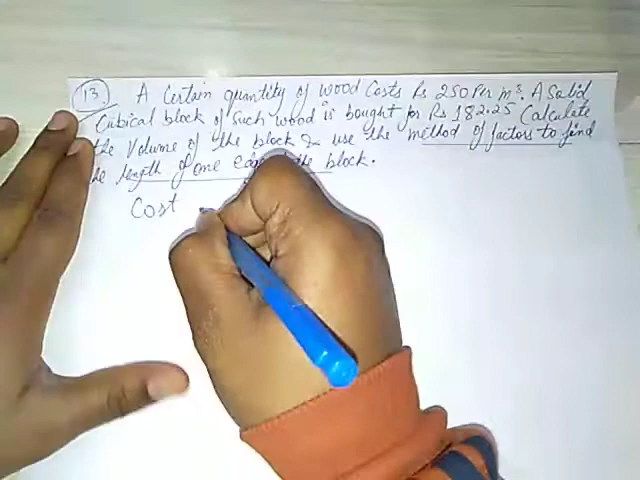 13. A Certain quantity of wood Costs Rs 250 Per m³. A Solid
Cubical block of Such wood is bought for Rs 182.25 Calculate
the Volume of the block & use the method of factors to find
the length of one edge the block.
Cost